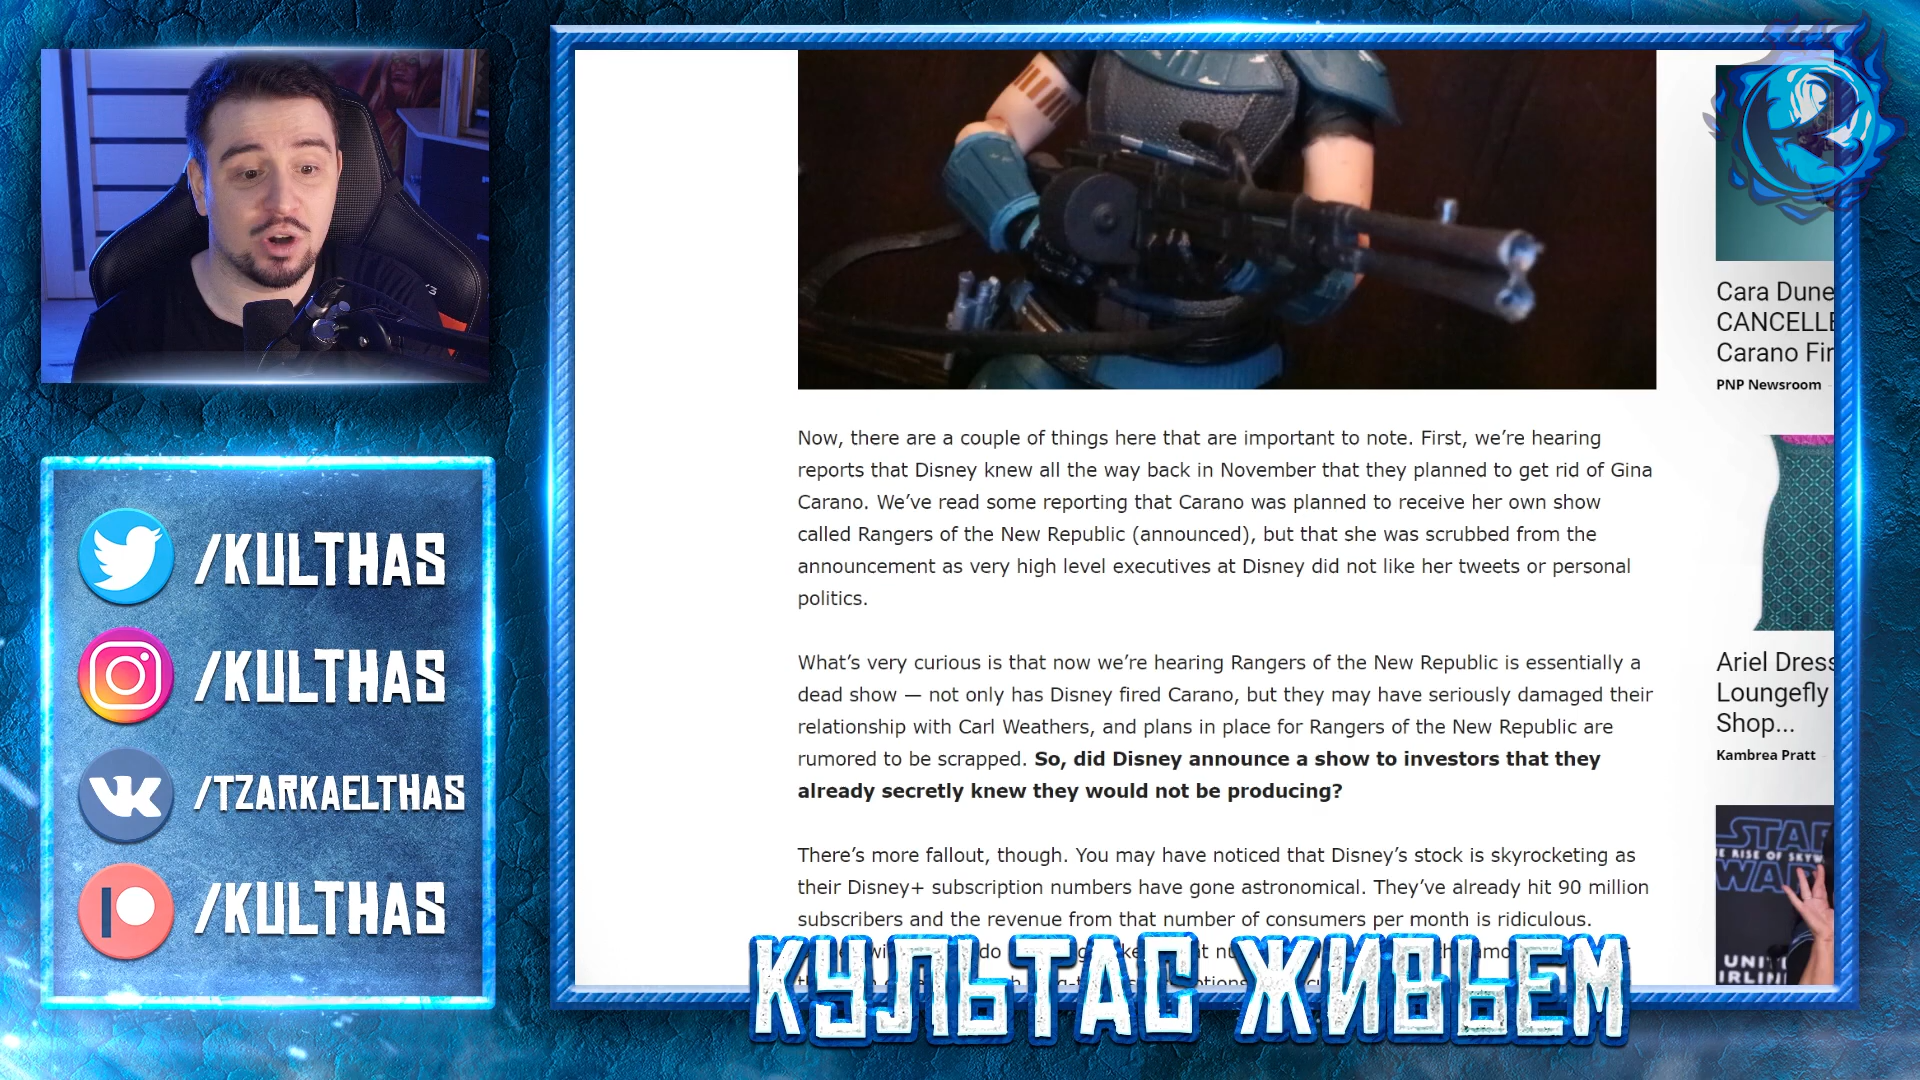 /KULTHAS
/KULTHAS
/TZARKAELTHAS
/KULTHAS
Now, there are a couple of things here that are important to note. First, we’re hearing
reports that Disney knew all the way back in November that they planned to get rid of Gina
Carano. We’ve read some reporting that Carano was planned to receive her own show
called Rangers of the New Republic (announced), but that she was scrubbed from the
announcement as very high level executives at Disney did not like her tweets or personal
politics.
What’s very curious is that now we’re hearing Rangers of the New Republic is essentially a
dead show — not only has Disney fired Carano, but they may have seriously damaged their
relationship with Carl Weathers, and plans in place for Rangers of the New Republic are
rumored to be scrapped. So, did Disney announce a show to investors that they
already secretly knew they would not be producing?
There’s more fallout, though. You may have noticed that Disney’s stock is skyrocketing as
their Disney+ subscription numbers have gone astronomical. They’ve already hit 90 million
subscribers and the revenue from that number of consumers per month is ridiculous.
КУЛЬТАС ЖИВЬЕМ
Cara Dune
CANCELLE
Carano Fir
PNP Newsroom -
Ariel Dress
Loungefly
Shop...
Kambrea Pratt
STAR
E RISE OF SKYW
WAR
UNIT
IRLIN